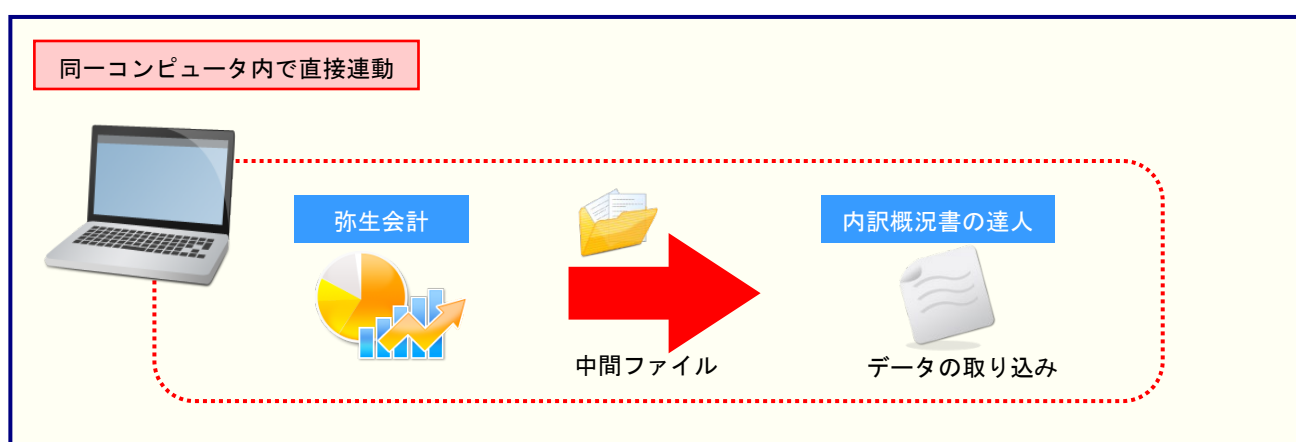 同一コンピュータ内で直接連動
弥生会計
内訳概況書の達人
中間ファイル
データの取り込み